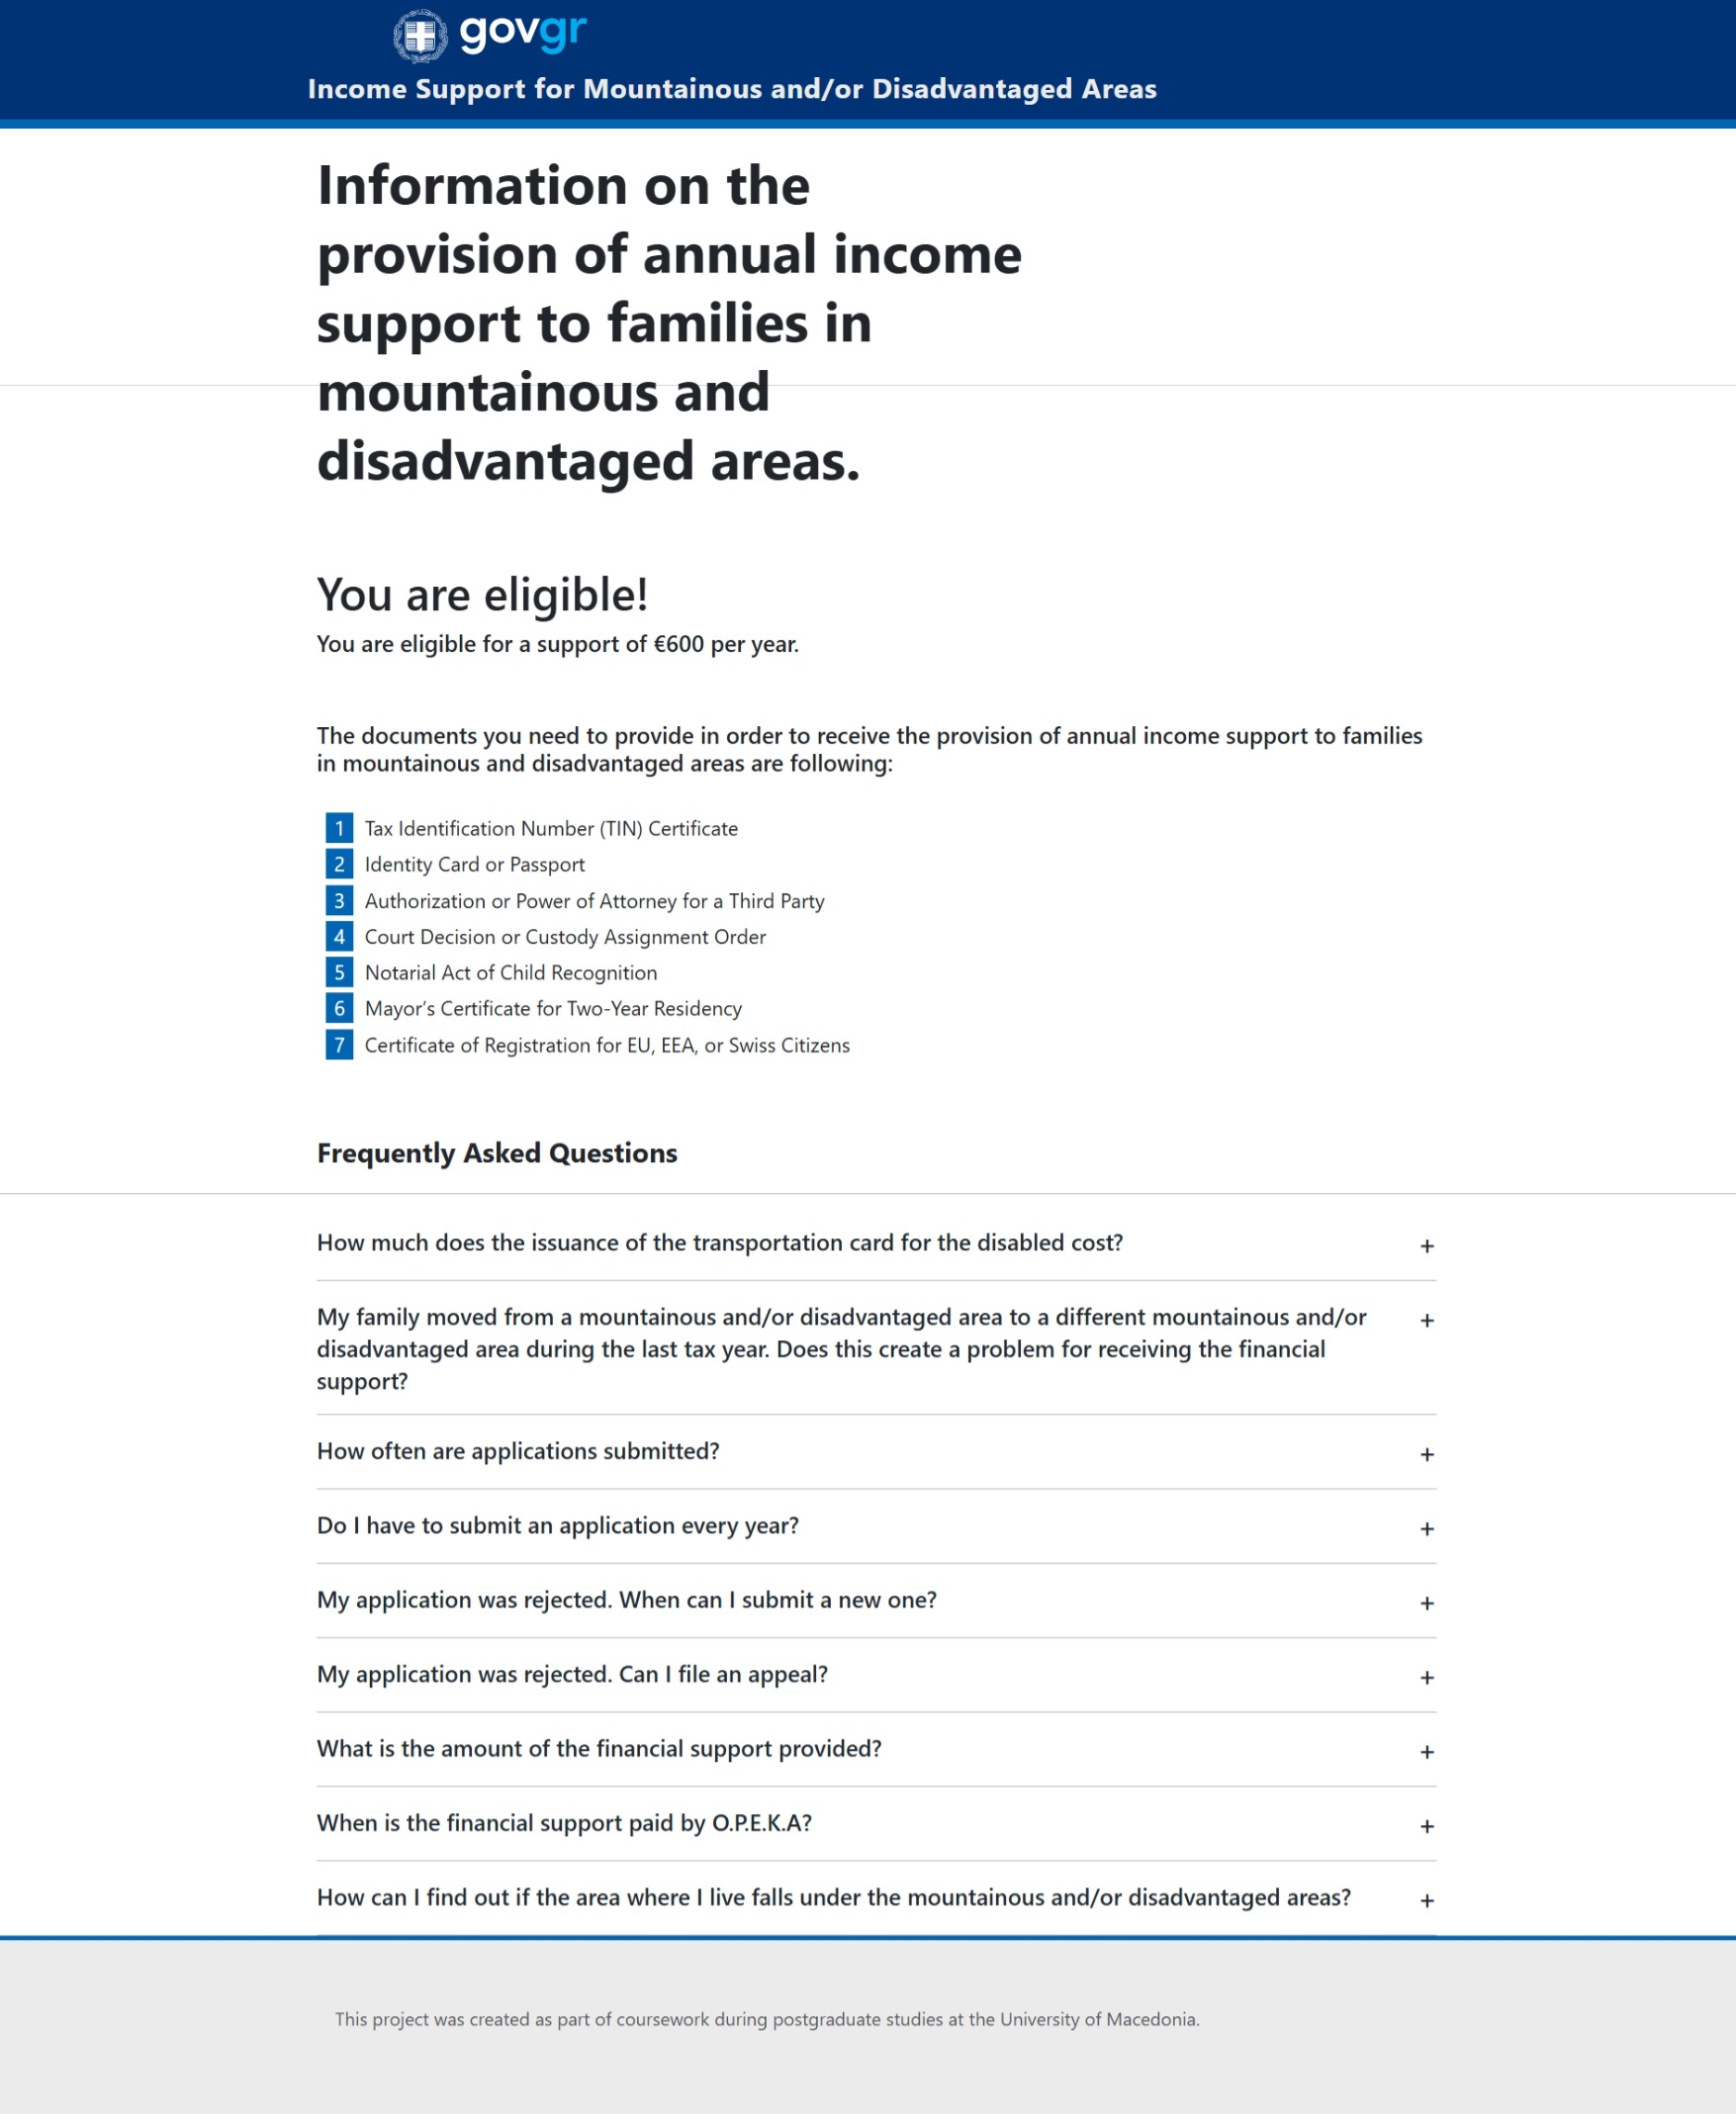 govgr
Income Support for Mountainous and/or Disadvantaged Areas
Information on the
provision of annual income
support to families in
mountainous and
disadvantaged areas.
You are eligible!
You are eligible for a support of €600 per year.
The documents you need to provide in order to receive the provision of annual income support to families
in mountainous and disadvantaged areas are following:
1 Tax Identification Number (TIN) Certificate
2 Identity Card or Passport
3 Authorization or Power of Attorney for a Third Party
4 Court Decision or Custody Assignment Order
5 Notarial Act of Child Recognition
6 Mayor’s Certificate for Two-Year Residency
7 Certificate of Registration for EU, EEA, or Swiss Citizens
Frequently Asked Questions
How much does the issuance of the transportation card for the disabled cost? +
My family moved from a mountainous and/or disadvantaged area to a different mountainous and/or +
disadvantaged area during the last tax year. Does this create a problem for receiving the financial
support?
How often are applications submitted? +
Do I have to submit an application every year? +
My application was rejected. When can I submit a new one? +
My application was rejected. Can I file an appeal? +
What is the amount of the financial support provided? +
When is the financial support paid by O.P.E.K.A? +
How can I find out if the area where I live falls under the mountainous and/or disadvantaged areas? +
This project was created as part of coursework during postgraduate studies at the University of Macedonia.